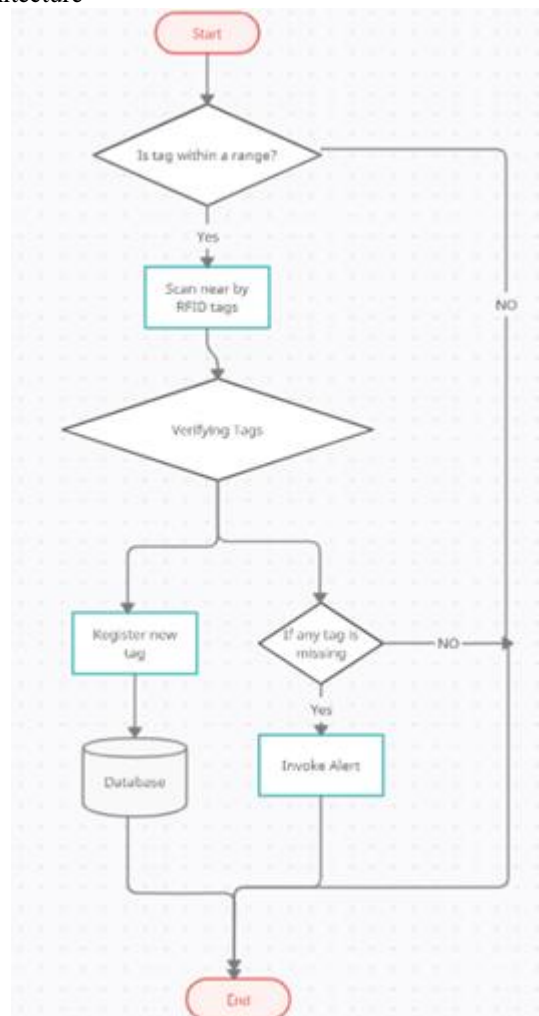 Start
Is tag within a range?
Yes
Scan near by
RFID tags
NO
Verifying Tags
Register new
tag
If any tag is
missing
NO
Yes
Database
Invoke Alert
End